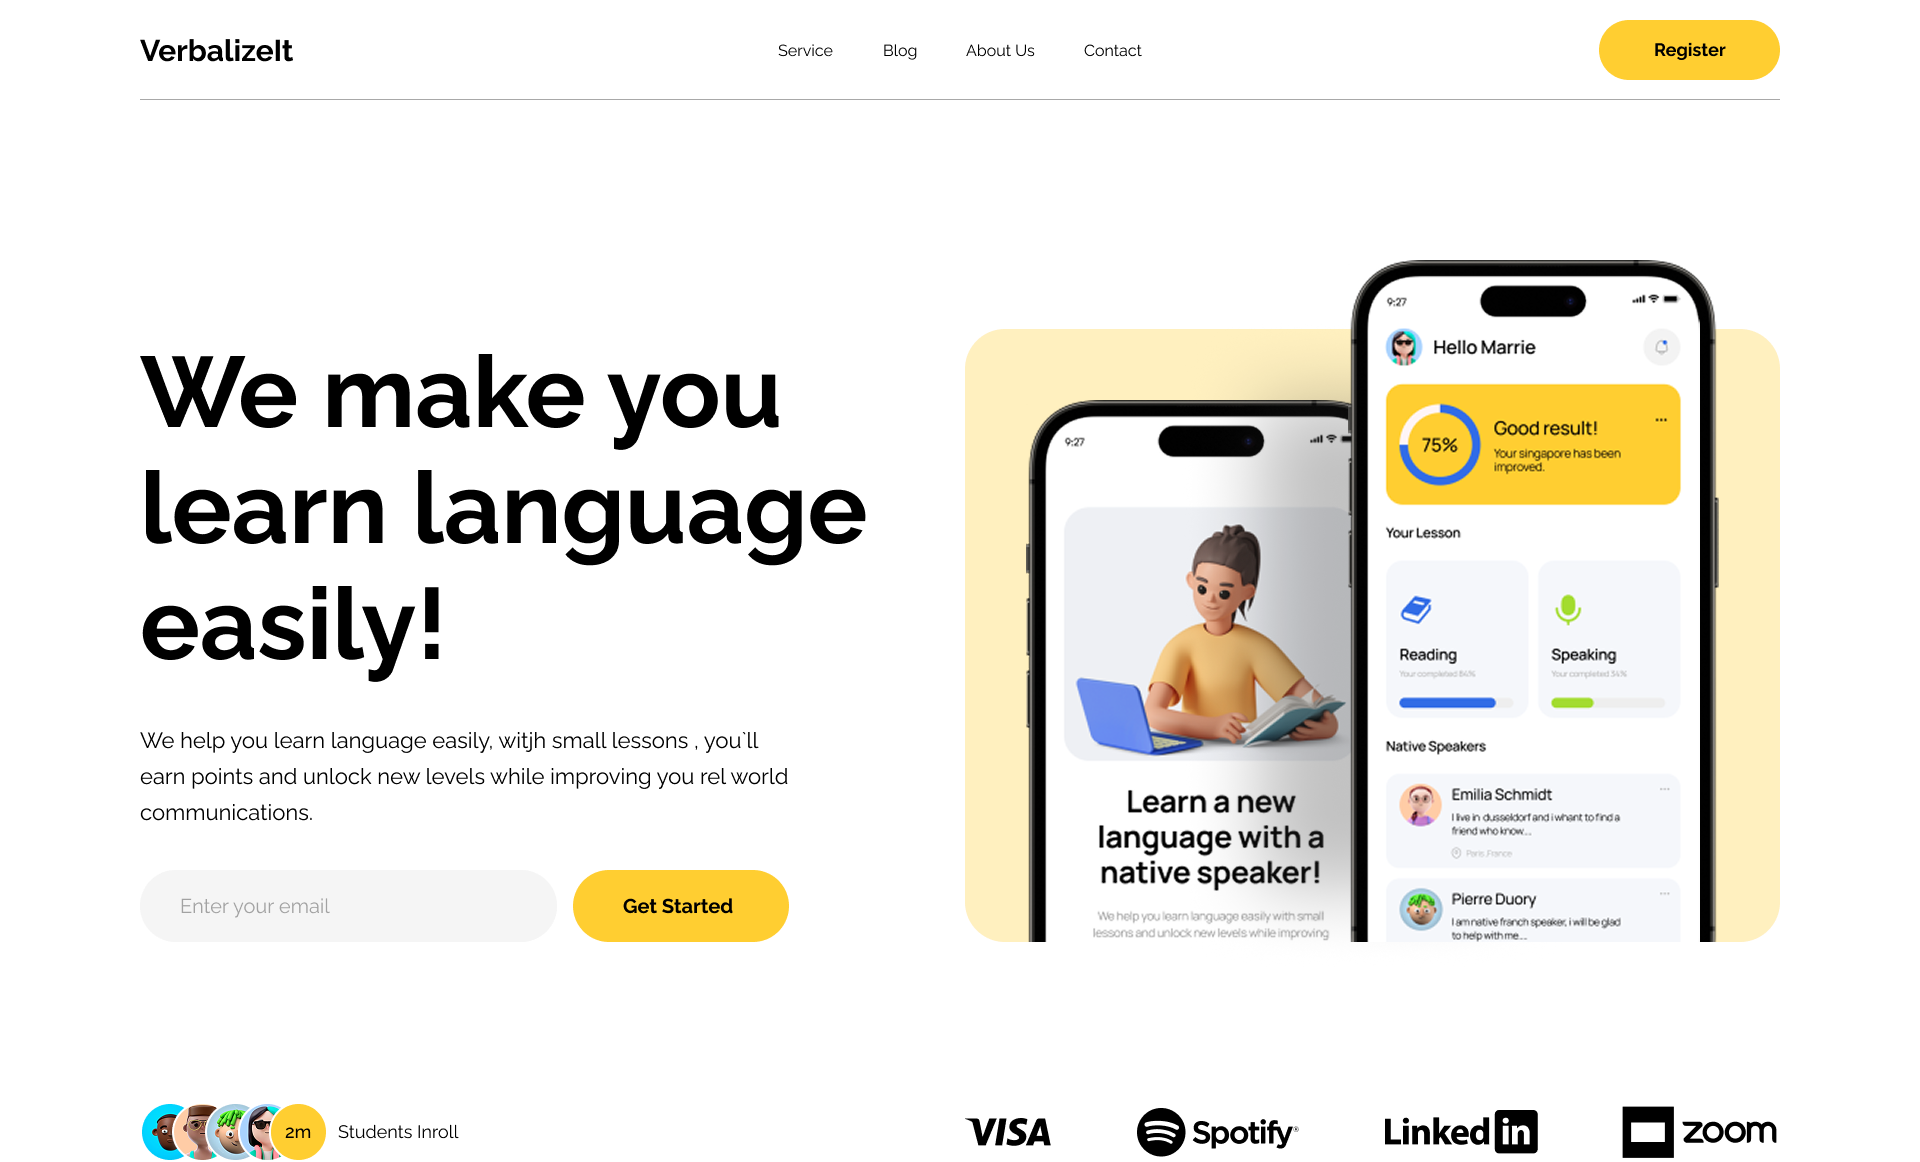 VerbalizeIt
Service
Blog
About Us
Contact
Register
We make you
learn language
easily!
We help you learn language easily, witjh small lessons , you`ll
earn points and unlock new levels while improving you rel world
communications.
Enter your email
Get Started
9:27
Learn a new
language with a
native speaker!
We help you learn language easily with small
lessons and unlock new levels while improving
9:27
Hello Marrie
75%
Good result!
Your singapore has been
improved.
Your Lesson
Reading
Your completed 84%
Speaking
Your completed 34%
Native Speakers
Emilia Schmidt
I live in dusseldorf and i whant to find a
friend who know...
Paris ,France
Pierre Duory
I am native franch speaker, i will be glad
to help with me...
2m
Students Inroll
VISA
Spotify
Linked in
zoom